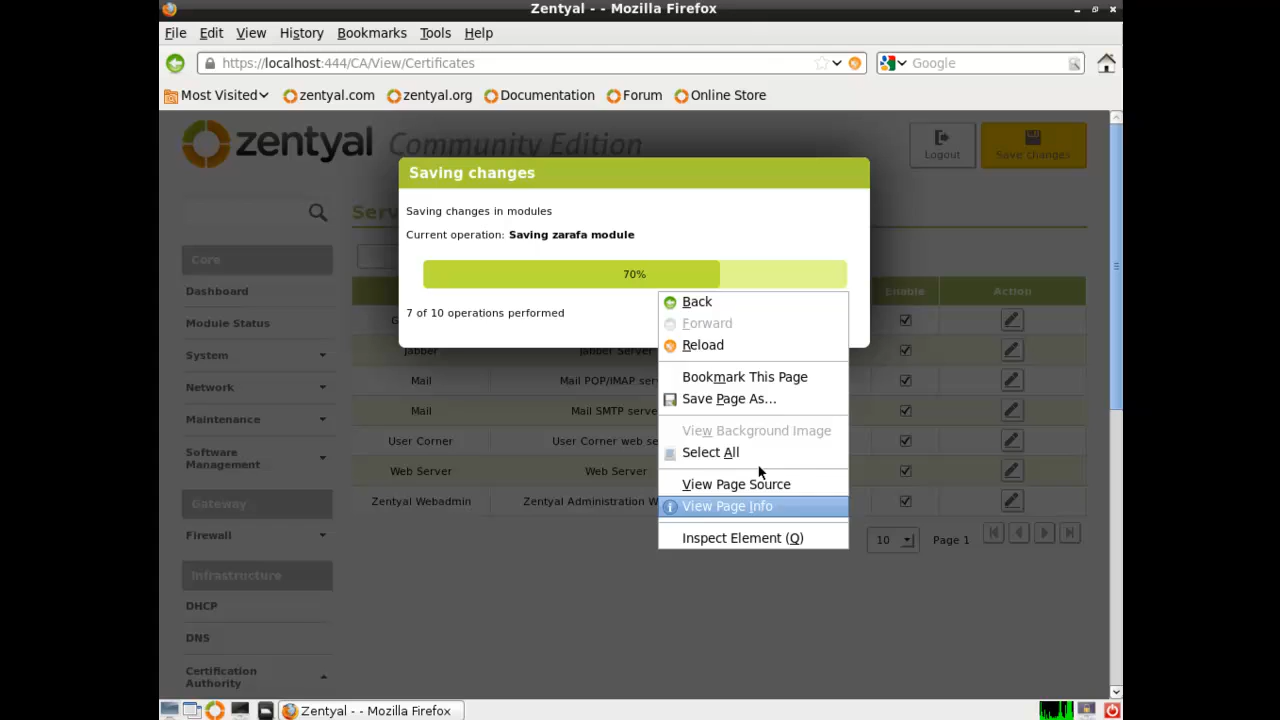 Zentyal - - Mozilla Firefox
File Edit View History Bookmarks Tools Help
https://localhost:444/CA/View/Certificates
Google
Most Visited zentyal.com zentyal.org Documentation Forum Online Store
zentyal Community Edition
Logout
Save changes
Saving changes
Saving changes in modules
Current operation: Saving zarafa module
70%
7 of 10 operations performed
Back
Forward
Reload
Bookmark This Page
Save Page As...
View Background Image
Select All
View Page Source
View Page Info
Inspect Element (Q)
Core
Dashboard
Module Status
System
Network
Maintenance
Software
Management
Gateway
Firewall
Infrastructure
DHCP
DNS
Certification
Authority
Enable Action
Jabber Jabber Server
Mail Mail POP/IMAP
Mail Mail SMTP
User Corner User Corner web
Web Server Web Server
Zentyal Webadmin Zentyal Administration
10 Page 1
Zentyal - - Mozilla Firefox